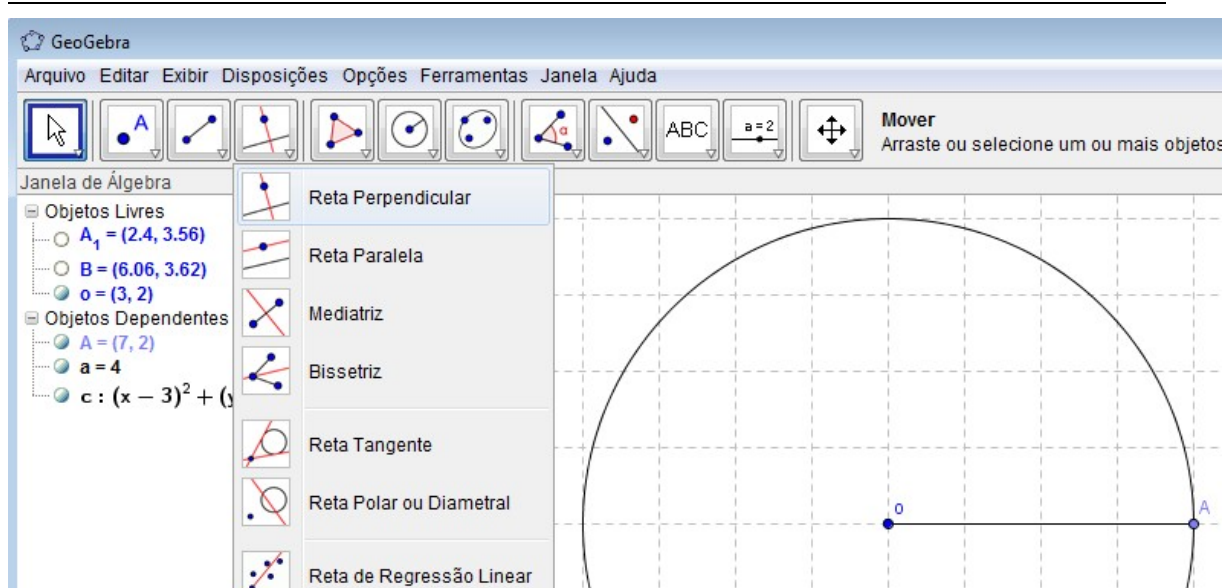 GeoGebra
Arquivo Editar Exibir Disposições Opções Ferramentas Janela Ajuda
A
α
ABC
a=2
Mover
Arraste ou selecione um ou mais objetos
Janela de Álgebra
Objetos Livres
A₁ = (2.4, 3.56)
B = (6.06, 3.62)
o = (3, 2)
Objetos Dependentes
A = (7, 2)
a = 4
c : (x − 3)² + (y
Reta Perpendicular
Reta Paralela
Mediatriz
Bissetriz
Reta Tangente
Reta Polar ou Diametral
Reta de Regressão Linear
o
A